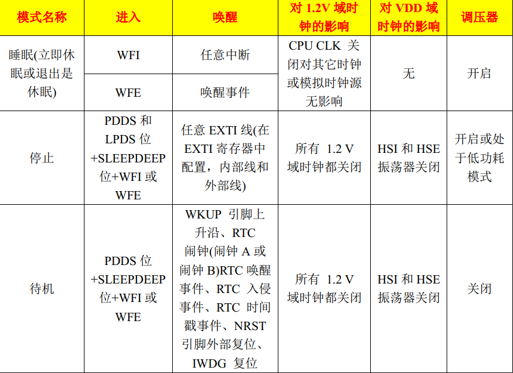 模式名称
进入
唤醒
对 1.2V 域时
钟的影响
对 VDD 域
时钟的影响
调压器
睡眠(立即休
眠或退出是
休眠)
WFI
任意中断
WFE
唤醒事件
CPU CLK 关
闭对其它时钟
或模拟时钟源
无影响
无
开启
停止
PDDS 和
LPDS 位
+SLEEPDEEP
位+WFI 或
WFE
任意 EXTI 线(在
EXTI 寄存器中
配置，内部线和
外部线)
所有 1.2 V
域时钟都关闭
HSI 和 HSE
振荡器关闭
开启或处
于低功耗
模式
待机
PDDS 位
+SLEEPDEEP
位+WFI 或
WFE
WKUP 引脚上
升沿、RTC
闹钟(闹钟 A 或
闹钟 B)RTC 唤醒
事件、RTC 入侵
事件、RTC 时间
戳事件、NRST
引脚外部复位、
IWDG 复位
所有 1.2 V
域时钟都关闭
HSI 和 HSE
振荡器关闭
关闭